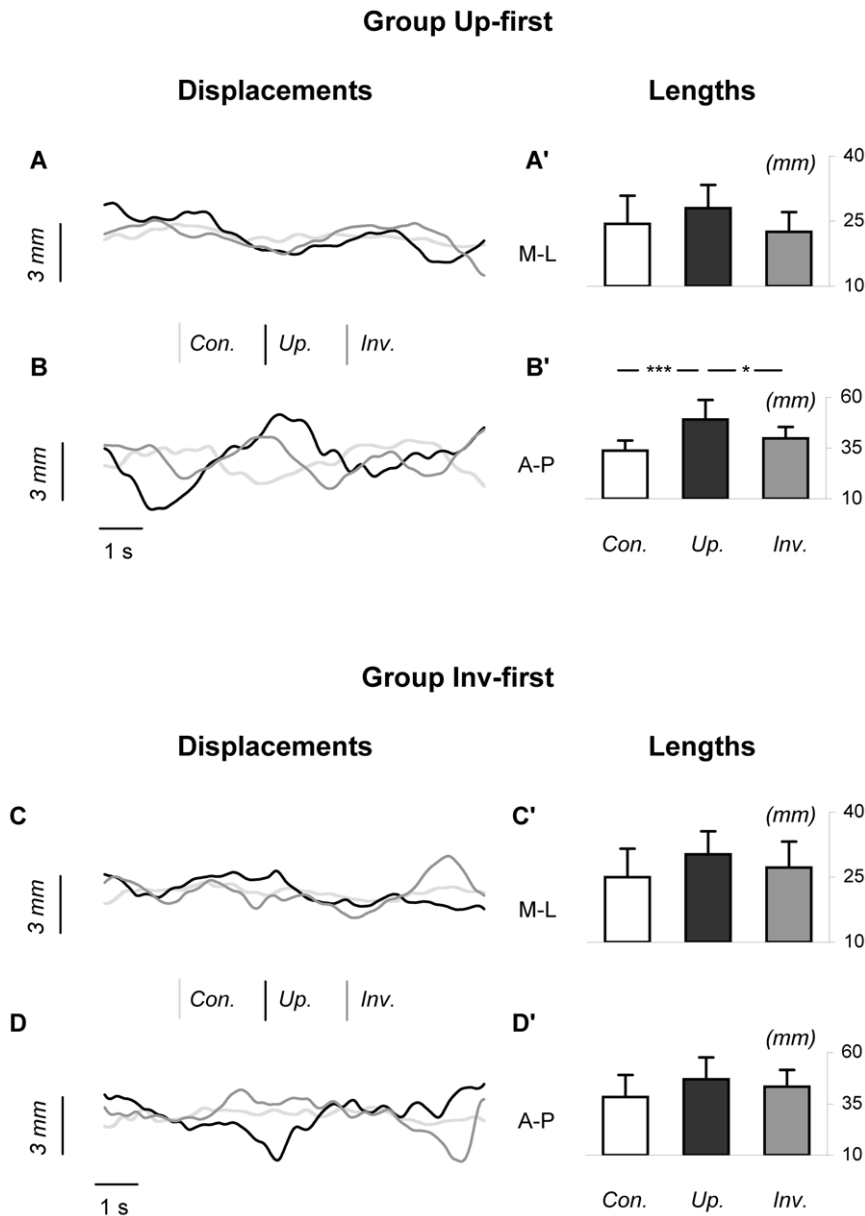 Group Up-first
Displacements
Lengths
A
A'
(mm)
40
25
10
3 mm
M-L
Con.
Up.
Inv.
B
B'
*** *
(mm)
60
35
10
3 mm
A-P
1 s
Con.
Up.
Inv.
Group Inv-first
Displacements
Lengths
C
C'
(mm)
40
25
10
3 mm
M-L
Con.
Up.
Inv.
D
D'
(mm)
60
35
10
3 mm
A-P
1 s
Con.
Up.
Inv.